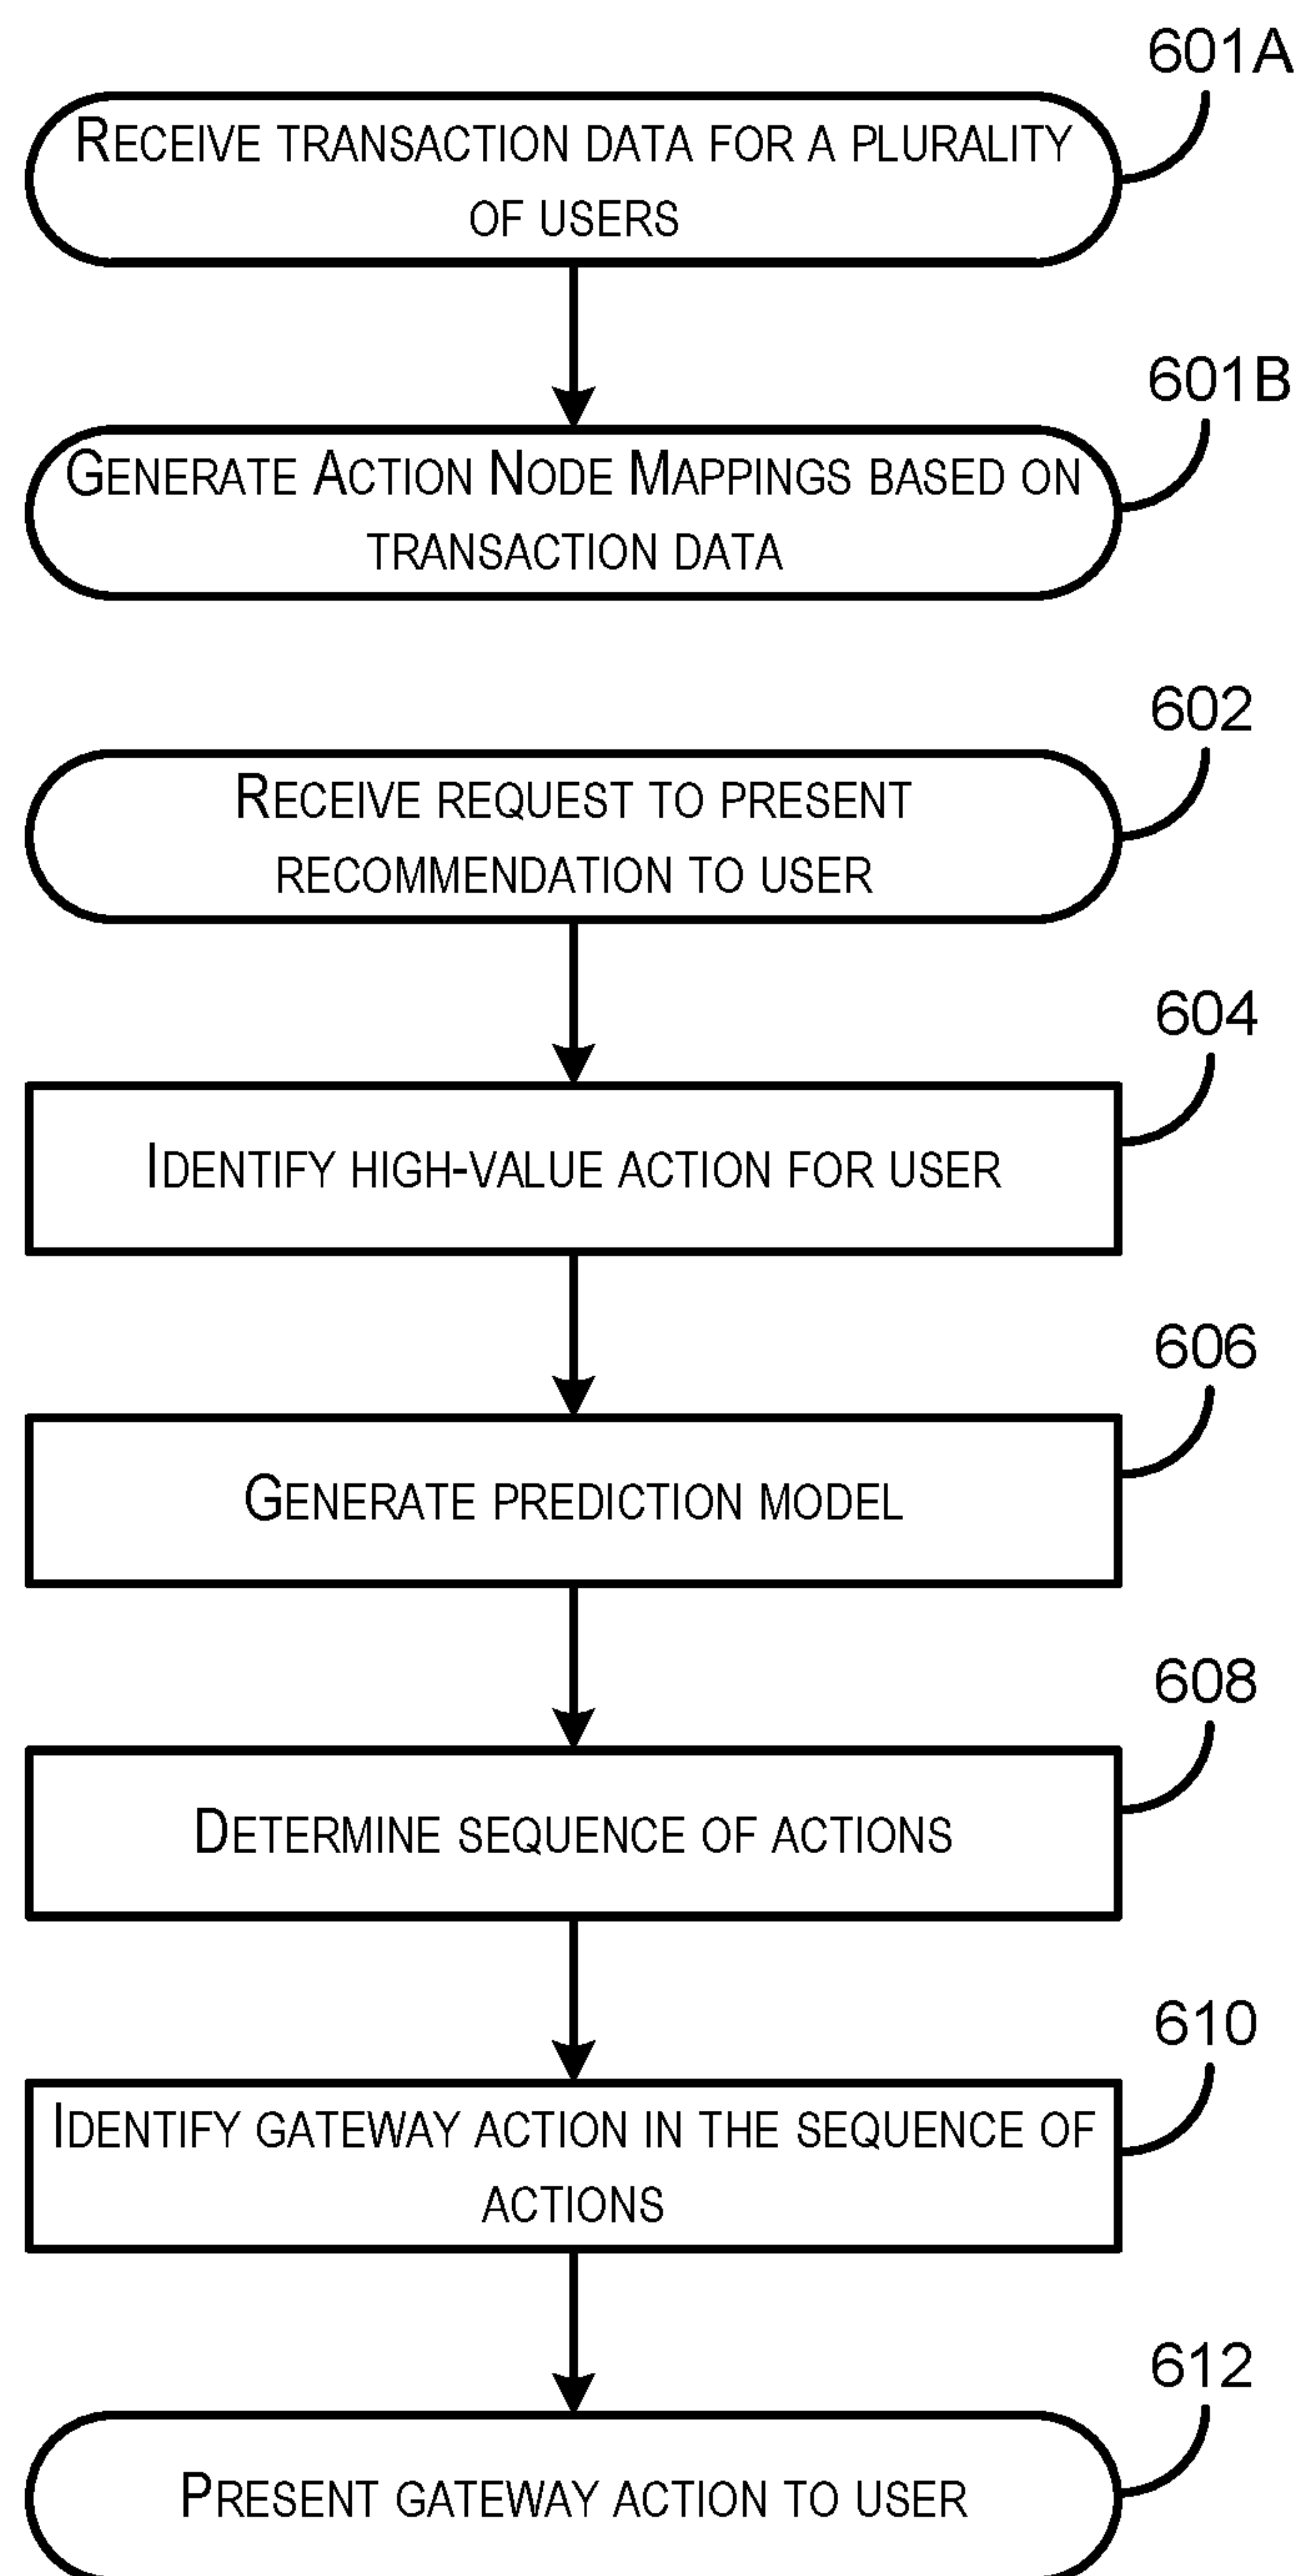 601A
RECEIVE TRANSACTION DATA FOR A PLURALITY
OF USERS
601B
GENERATE ACTION NODE MAPPINGS BASED ON
TRANSACTION DATA
602
RECEIVE REQUEST TO PRESENT
RECOMMENDATION TO USER
604
IDENTIFY HIGH-VALUE ACTION FOR USER
606
GENERATE PREDICTION MODEL
608
DETERMINE SEQUENCE OF ACTIONS
610
IDENTIFY GATEWAY ACTION IN THE SEQUENCE OF
ACTIONS
612
PRESENT GATEWAY ACTION TO USER